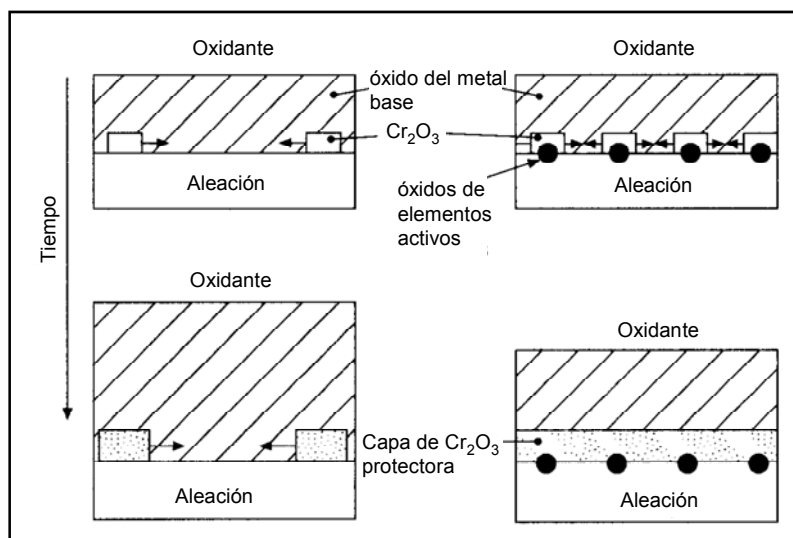 Oxidante
Oxidante
óxido del metal
base
Cr₂O₃
Aleación
Aleación
óxidos de
elementos
activos
Tiempo
Oxidante
Oxidante
Capa de Cr₂O₃
protectora
Aleación
Aleación